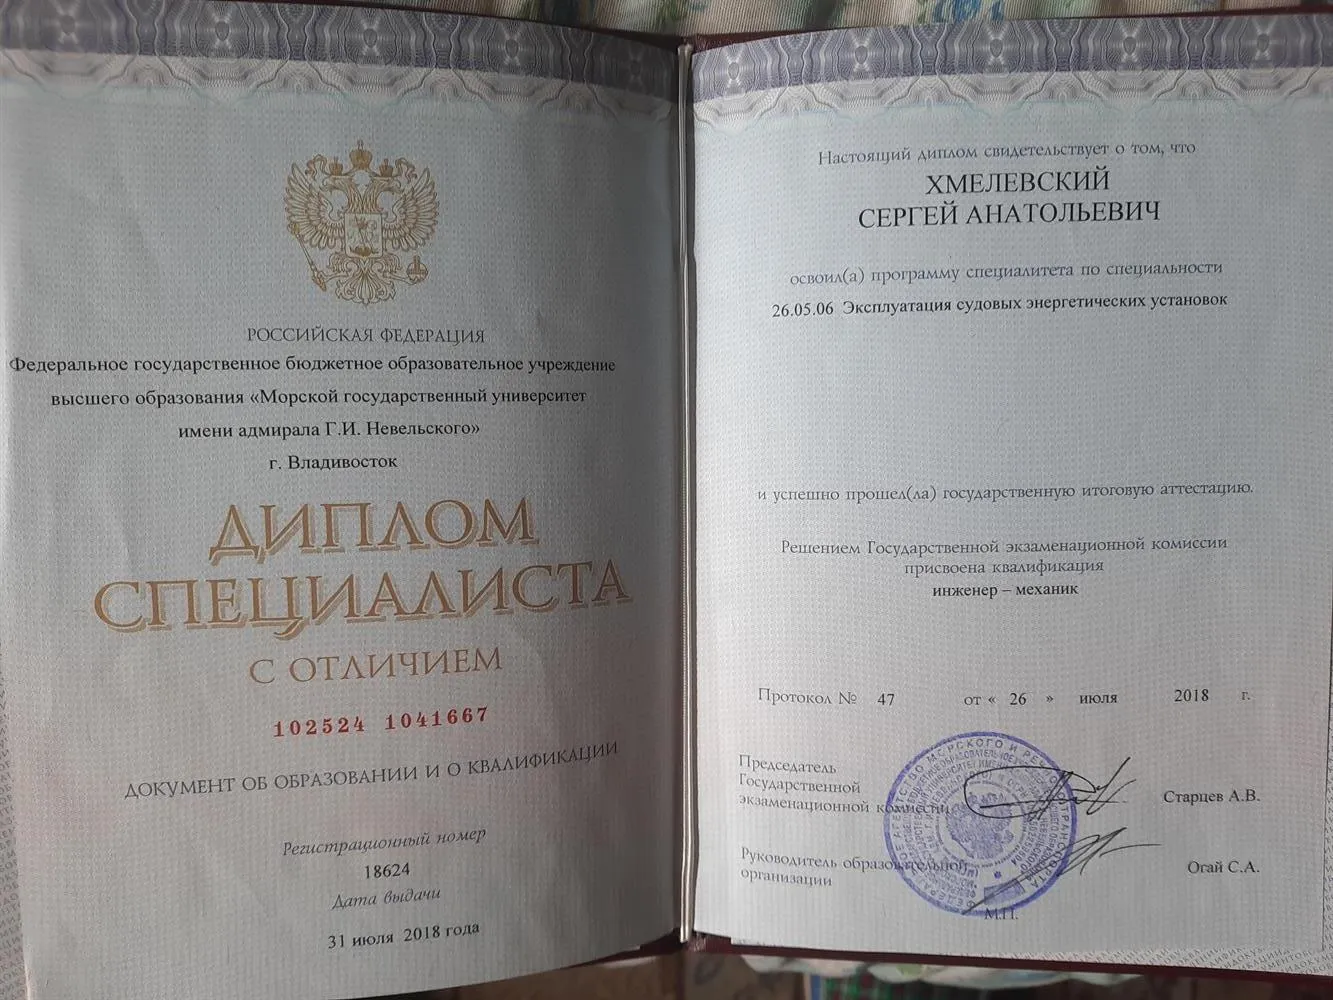 РОССИЙСКАЯ ФЕДЕРАЦИЯ
Федеральное государственное бюджетное образовательное учреждение
высшего образования «Морской государственный университет
имени адмирала Г.И. Невельского»
г. Владивосток
ДИПЛОМ
СПЕЦИАЛИСТА
С ОТЛИЧИЕМ
102524 1041667
ДОКУМЕНТ ОБ ОБРАЗОВАНИИ И О КВАЛИФИКАЦИИ
Регистрационный номер
18624
Дата выдачи
31 июля 2018 года
Настоящий диплом свидетельствует о том, что
ХМЕЛЕВСКИЙ
СЕРГЕЙ АНАТОЛЬЕВИЧ
освоил(а) программу специалитета по специальности
26.05.06 Эксплуатация судовых энергетических установок
и успешно прошел(ла) государственную итоговую аттестацию.
Решением Государственной экзаменационной комиссии
присвоена квалификация
инженер – механик
Протокол № 47 от « 26 » июля 2018 г.
Председатель
Государственной
экзаменационной комиссии
Старцев А.В.
Руководитель образовательной
организации
Огай С.А.
М.П.